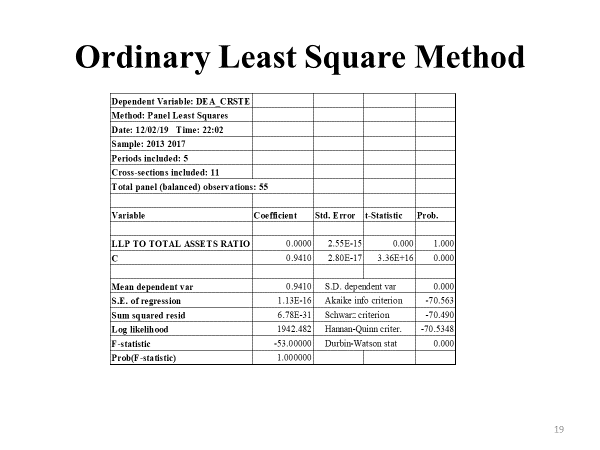 Ordinary Least Square Method
Dependent Variable: DEA_CRSTE
Method: Panel Least Squares
Date: 12/02/19 Time: 22:02
Sample: 2013 2017
Periods included: 5
Cross-sections included: 11
Total panel (balanced) observations: 55
Variable Coefficient Std. Error t-Statistic Prob.
LLP TO TOTAL ASSETS RATIO 0.0000 2.55E-15 0.000 1.000
C 0.9410 2.80E-17 3.36E+16 0.000
Mean dependent var 0.9410 S.D. dependent var 0.000
S.E. of regression 1.13E-16 Akaike info criterion -70.563
Sum squared resid 6.78E-31 Schwarz criterion -70.490
Log likelihood 1942.482 Hannan-Quinn criter. -70.5348
F-statistic -53.00000 Durbin-Watson stat 0.000
Prob(F-statistic) 1.000000
19